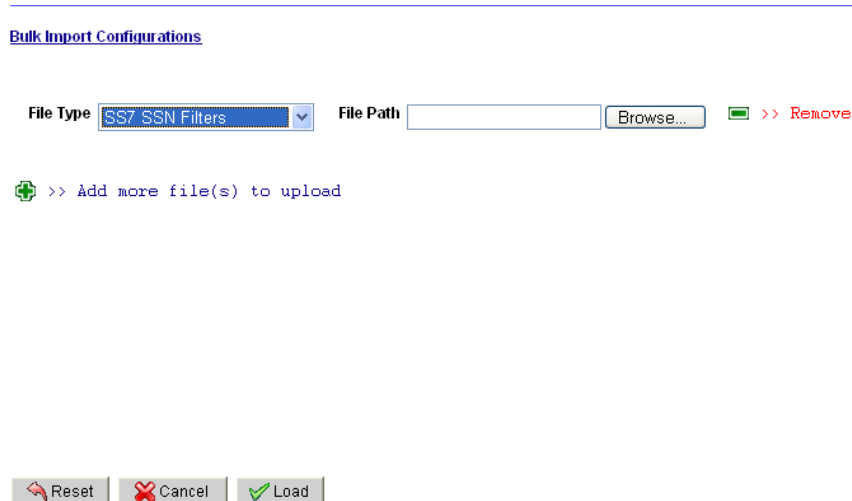 Bulk Import Configurations
File Type SS7 SSN Filters File Path Browse... >> Remove
>> Add more file(s) to upload
Reset Cancel Load